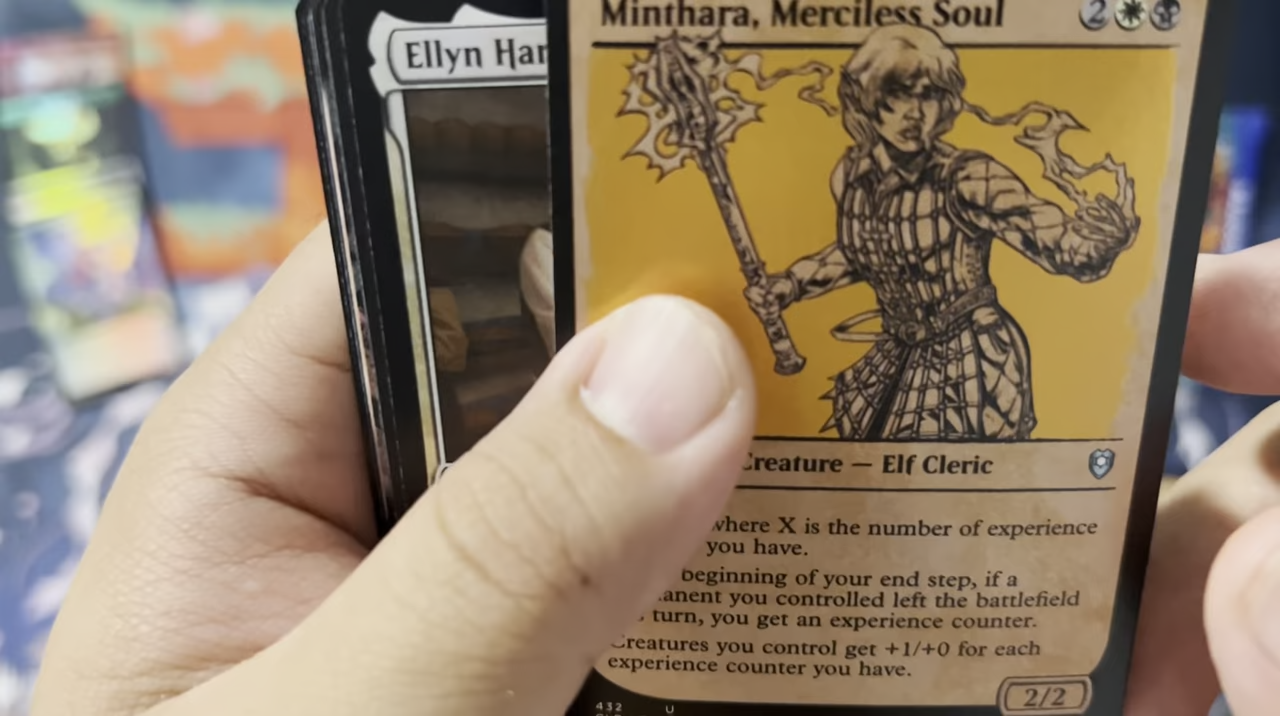 Minthara, Merciless Soul 2
Ellyn Har
Creature — Elf Cleric
where X is the number of experience
you have.
beginning of your end step, if a
anent you controlled left the battlefield
turn, you get an experience counter.
Creatures you control get +1/+0 for each
experience counter you have.
2/2
432 U